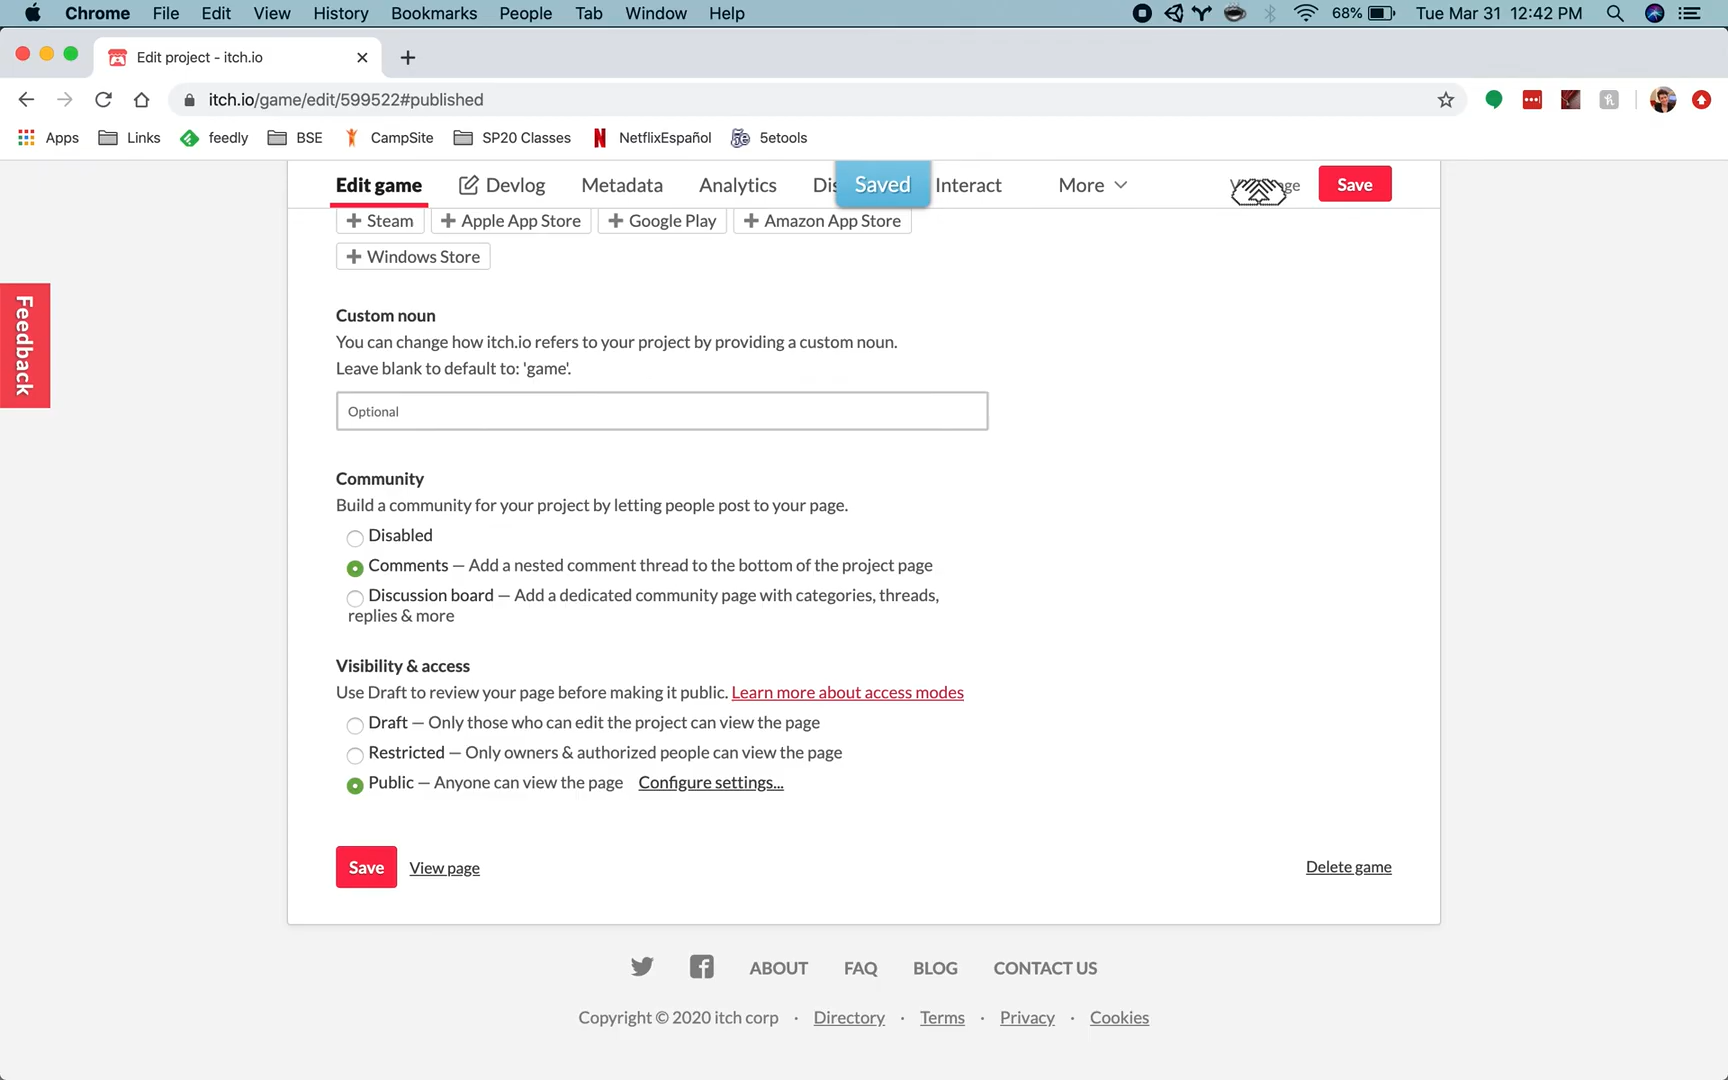 Chrome File Edit View History Bookmarks People Tab Window Help 68% Tue Mar 31 12:42 PM
Edit project - itch.io
itch.io/game/edit/599522#published
Apps Links feedly BSE CampSite SP20 Classes NetflixEspañol 5etools
Edit game Devlog Metadata Analytics Dis Saved Interact More Save
Steam Apple App Store Google Play Amazon App Store
Windows Store
Feedback
Custom noun
You can change how itch.io refers to your project by providing a custom noun.
Leave blank to default to: 'game'.
Optional
Community
Build a community for your project by letting people post to your page.
Disabled
Comments — Add a nested comment thread to the bottom of the project page
Discussion board — Add a dedicated community page with categories, threads,
replies & more
Visibility & access
Use Draft to review your page before making it public. Learn more about access modes
Draft — Only those who can edit the project can view the page
Restricted — Only owners & authorized people can view the page
Public — Anyone can view the page Configure settings...
Save View page Delete game
ABOUT FAQ BLOG CONTACT US
Copyright © 2020 itch corp · Directory · Terms · Privacy · Cookies